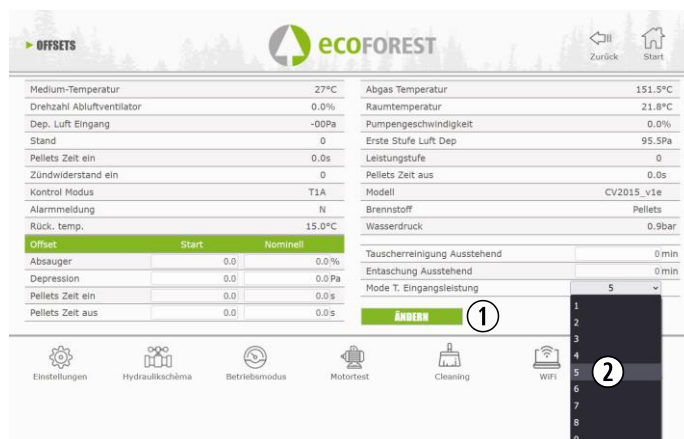 ▶ OFFSETS
ecoFOREST
Zurück
Start
Medium-Temperatur 27°C
Drehzahl Abluftventilator 0.0%
Dep. Luft Eingang -00Pa
Stand 0
Pellets Zeit ein 0.0s
Zündwiderstand ein 0
Kontrol Modus T1A
Alarmmeldung N
Rück. temp. 15.0°C
Abgas Temperatur 151.5°C
Raumtemperatur 21.8°C
Pumpengeschwindigkeit 0.0%
Erste Stufe Luft Dep 95.5Pa
Leistungstufe 0
Pellets Zeit aus 0.0s
Modell CV2015_v1e
Brennstoff Pellets
Wasserdruck 0.9bar
Offset Start Nominell
Absauger 0.0 0.0 %
Depression 0.0 0.0 Pa
Pellets Zeit ein 0.0 0.0 s
Pellets Zeit aus 0.0 0.0 s
Tauscherreinigung Ausstehend 0 min
Entaschung Ausstehend 0 min
Mode T. Eingangsleistung 5
ÄNDERN 1
1
2
3
4
5 2
6
7
8
9
Einstellungen
Hydraulikschèma
Betriebsmodus
Motortest
Cleaning
WiFi